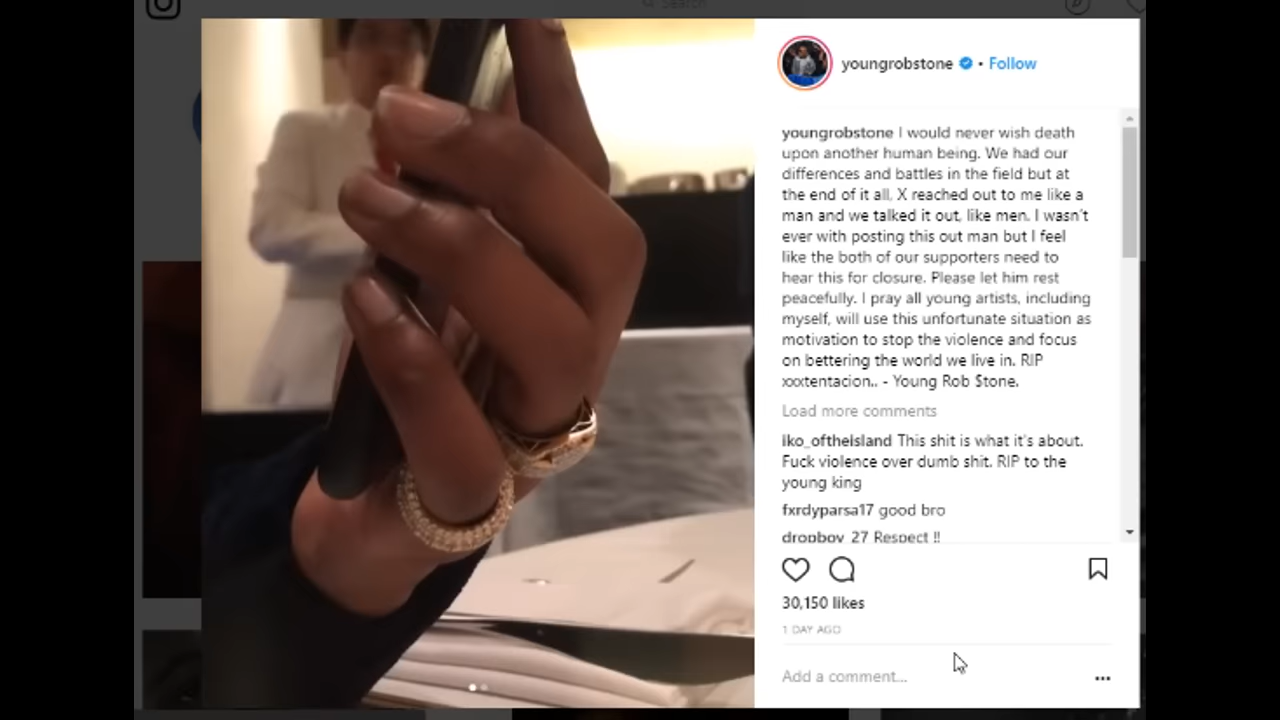 Search
youngrobstone • Follow
youngrobstone I would never wish death
upon another human being. We had our
differences and battles in the field but at
the end of it all, X reached out to me like a
man and we talked it out, like men. I wasn't
ever with posting this out man but I feel
like the both of our supporters need to
hear this for closure. Please let him rest
peacefully. I pray all young artists, including
myself, will use this unfortunate situation as
motivation to stop the violence and focus
on bettering the world we live in. RIP
xxxtentacion.. - Young Rob $tone.
Load more comments
iko_oftheisland This shit is what it's about.
Fuck violence over dumb shit. RIP to the
young king
fxrdyparsa17 good bro
dropboy_27 Respect !!
30,150 likes
1 DAY AGO
Add a comment...